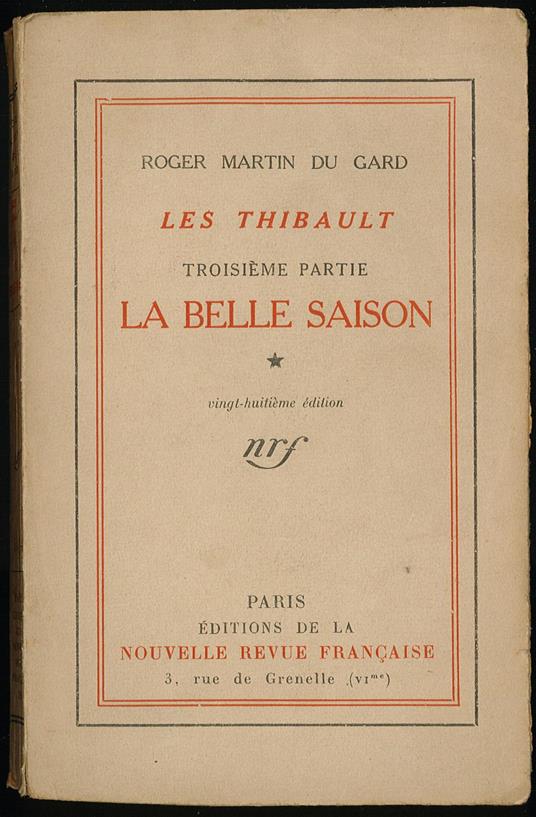 ROGER MARTIN DU GARD
LES THIBAULT
TROISIÈME PARTIE
LA BELLE SAISON
★
vingt-huitième édition
nrf
PARIS
ÉDITIONS DE LA
NOUVELLE REVUE FRANÇAISE
3, rue de Grenelle (VIme)